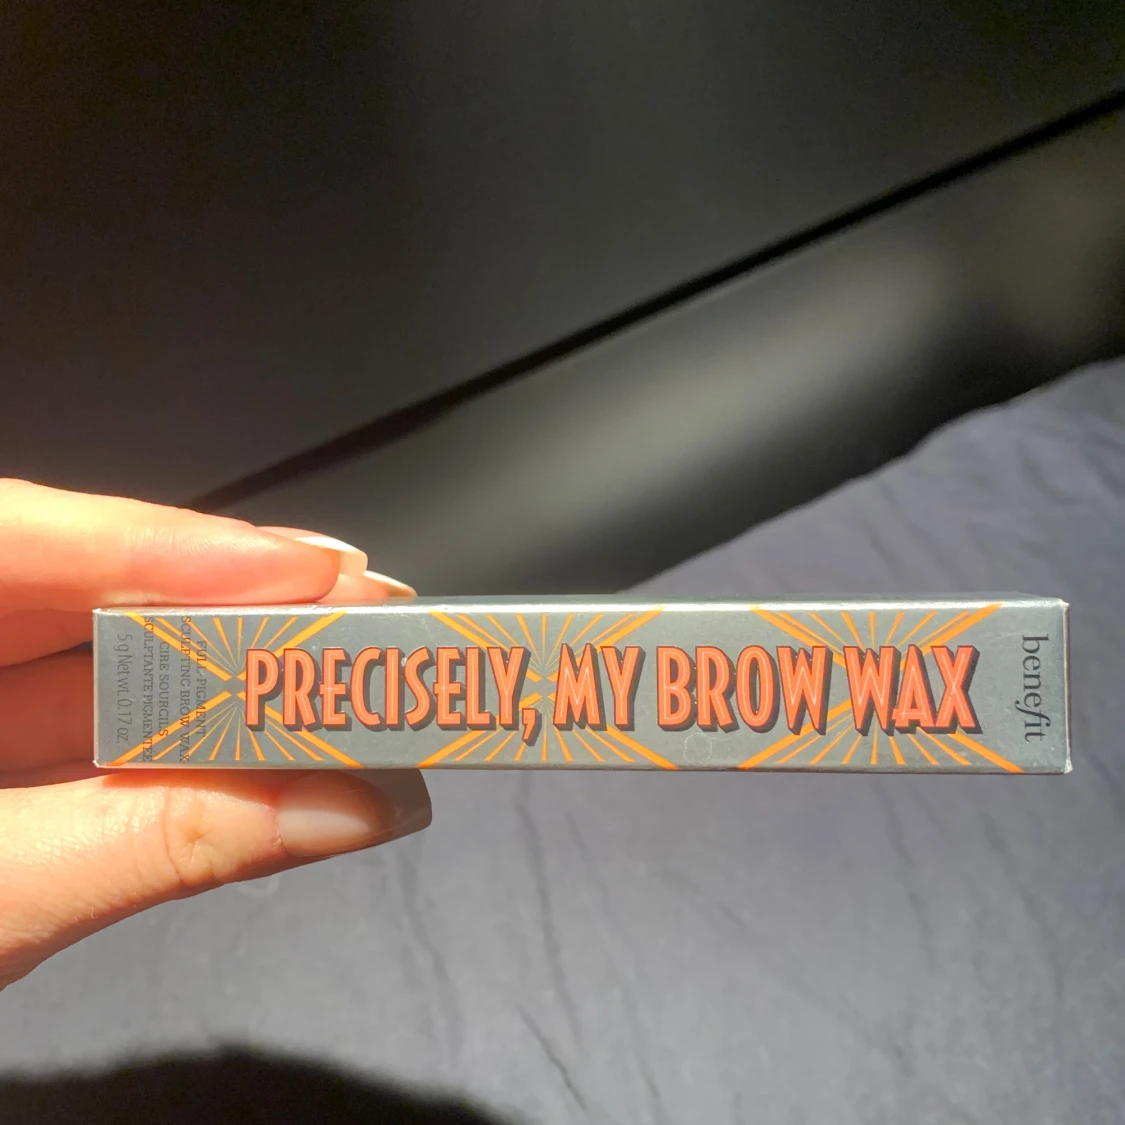 PRECISELY, MY BROW WAX
benefit
FULL-PIGMENT
SCULPTING BROW WAX
CIRE SOURCILS
SCULPTANTE PIGMENTÉE
5 g Net wt. 0.17 oz.